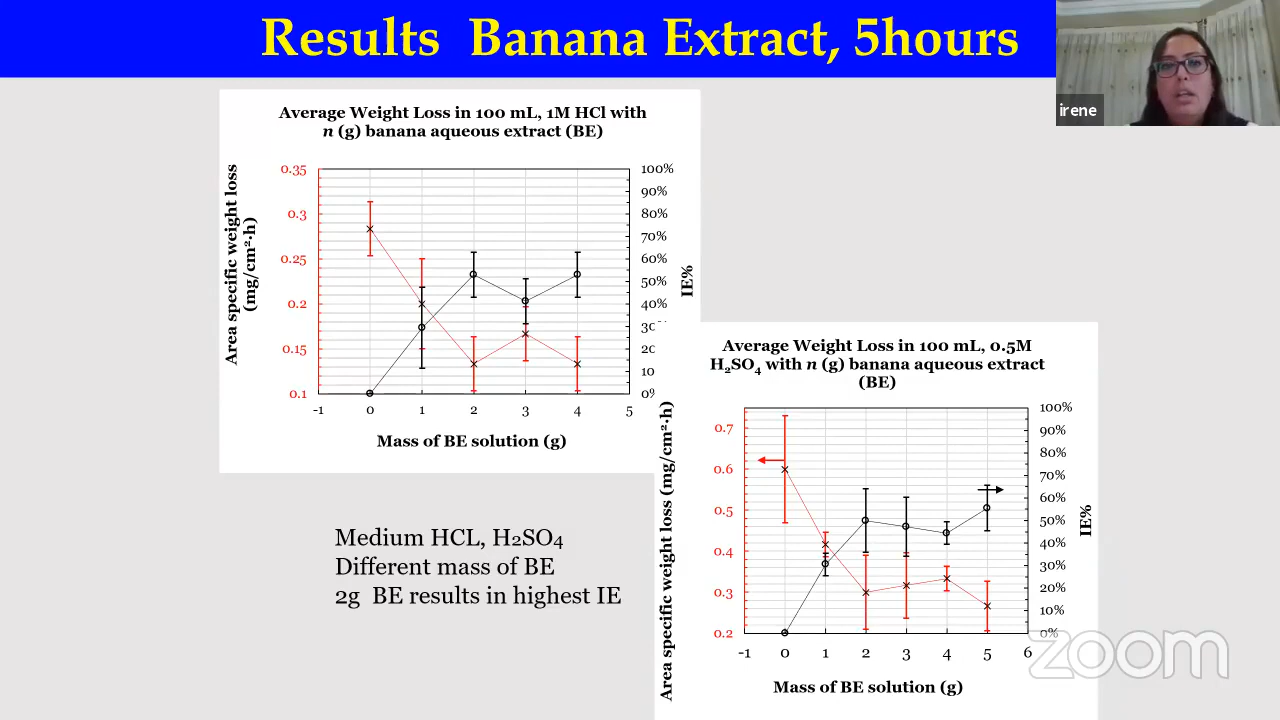 Results Banana Extract, 5hours
irene
Average Weight Loss in 100 mL, 1M HCl with
n (g) banana aqueous extract (BE)
Area specific weight loss
(mg/cm²·h)
0.35
0.3
0.25
0.2
0.15
0.1
100%
90%
80%
70%
60%
50%
40%
30
20
10
0%
IE%
-1 0 1 2 3 4 5
Mass of BE solution (g)
Average Weight Loss in 100 mL, 0.5M
H₂SO₄ with n (g) banana aqueous extract
(BE)
Area specific weight loss (mg/cm²·h)
0.7
0.6
0.5
0.4
0.3
0.2
100%
90%
80%
70%
60%
50%
40%
30%
20%
10%
0%
IE%
-1 0 1 2 3 4 5 6
Mass of BE solution (g)
Medium HCL, H2SO4
Different mass of BE
2g BE results in highest IE
zoom